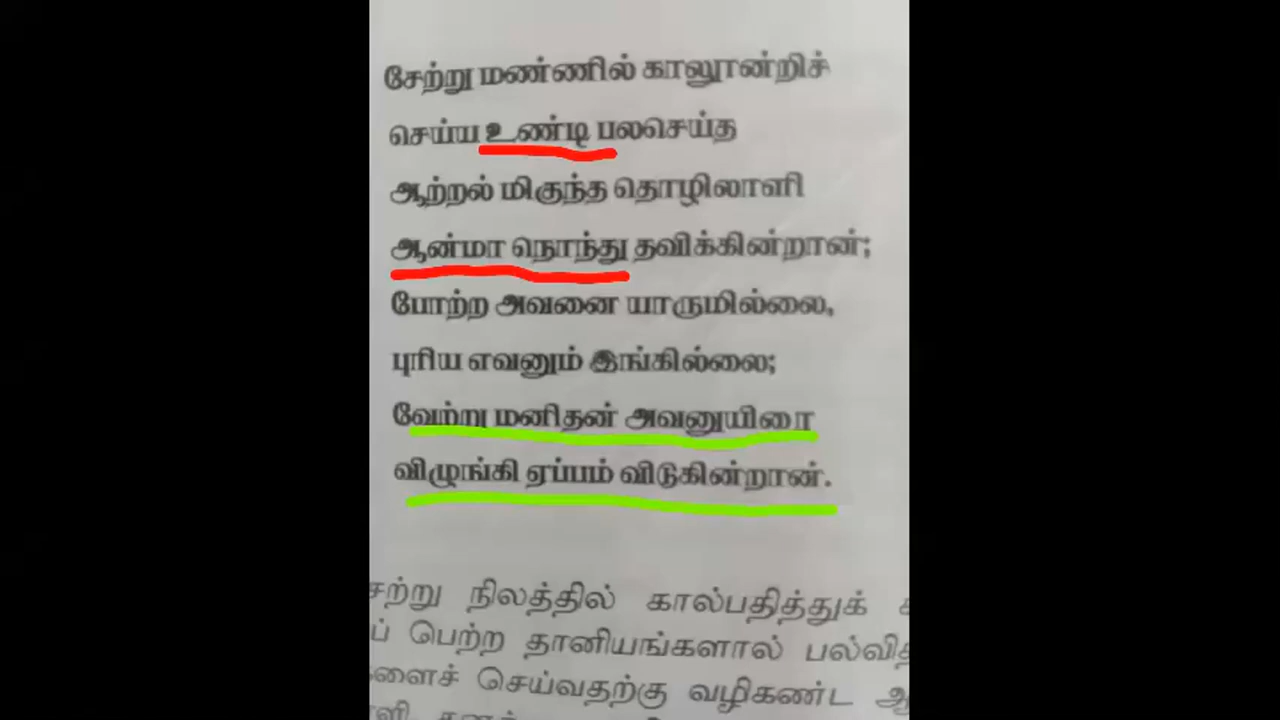 சேற்று மண்ணில் காலூன்றிச்
செய்ய உண்டி பலசெய்த
ஆற்றல் மிகுந்த தொழிலாளி
ஆன்மா நொந்து தவிக்கின்றான்;
போற்ற அவனை யாருமில்லை,
புரிய எவனும் இங்கில்லை;
வேற்று மனிதன் அவனுயிரை
விழுங்கி ஏப்பம் விடுகின்றான்.
சேற்று நிலத்தில் கால்பதித்துக்
பெற்ற தானியங்களால்
செய்வதற்கு வழிகண்ட